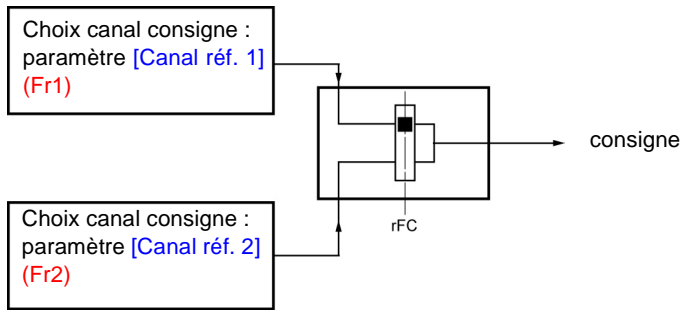 Choix canal consigne :
paramètre [Canal réf. 1]
(Fr1)
consigne
rFC
Choix canal consigne :
paramètre [Canal réf. 2]
(Fr2)